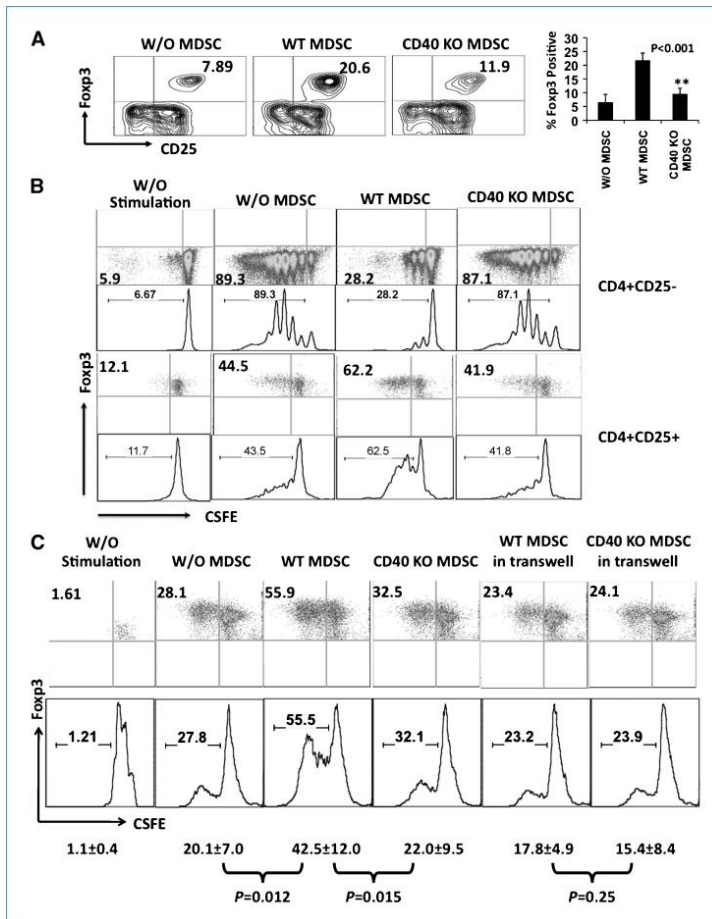 A
W/O MDSC WT MDSC CD40 KO MDSC
7.89 20.6 11.9
Foxp3
CD25
% Foxp3 Positive
30
25
20
15
10
5
0
P<0.001
**
W/O MDSC
WT MDSC
CD40 KO
MDSC
B
W/O
Stimulation W/O MDSC WT MDSC CD40 KO MDSC
5.9 89.3 28.2 87.1
6.67 89.3 28.2 87.1
CD4+CD25-
Foxp3
12.1 44.5 62.2 41.9
11.7 43.5 62.5 41.8
CD4+CD25+
CSFE
C
W/O
Stimulation W/O MDSC WT MDSC CD40 KO MDSC WT MDSC
in transwell CD40 KO MDSC
in transwell
1.61 28.1 55.9 32.5 23.4 24.1
Foxp3
1.21 27.8 55.5 32.1 23.2 23.9
CSFE
1.1±0.4 20.1±7.0 42.5±12.0 22.0±9.5 17.8±4.9 15.4±8.4
P=0.012 P=0.015 P=0.25